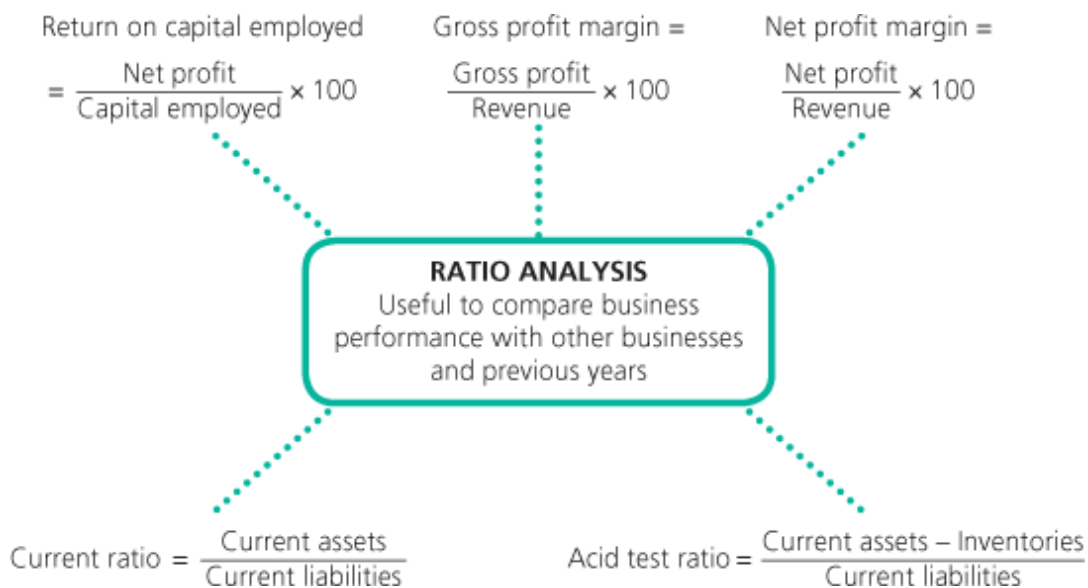 Return on capital employed
= Net profit / Capital employed × 100
Gross profit margin =
Gross profit / Revenue × 100
Net profit margin =
Net profit / Revenue × 100
RATIO ANALYSIS
Useful to compare business
performance with other businesses
and previous years
Current ratio = Current assets / Current liabilities
Acid test ratio = Current assets – Inventories / Current liabilities